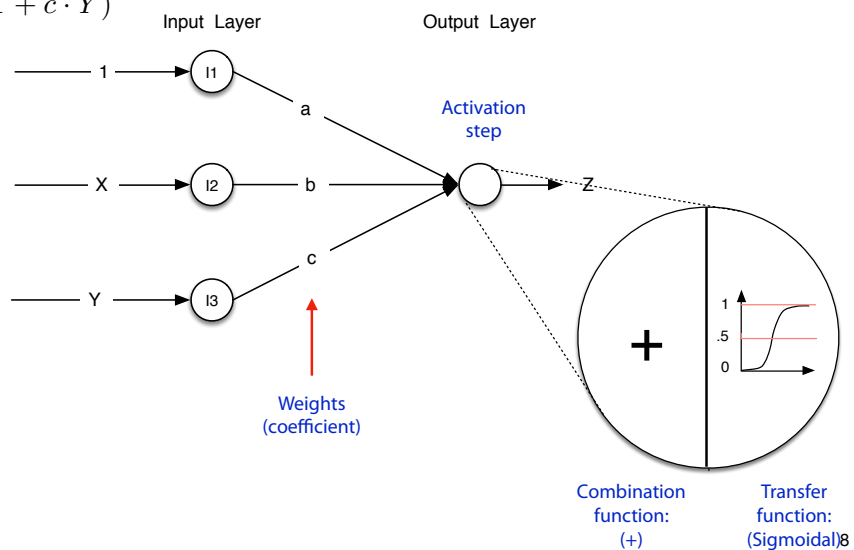 + c · Y )
Input Layer
Output Layer
1
I1
a
Activation
step
X
I2
b
Z
c
Y
I3
1
.5
0
+
Weights
(coefficient)
Combination
function:
(+)
Transfer
function:
(Sigmoidal)
8